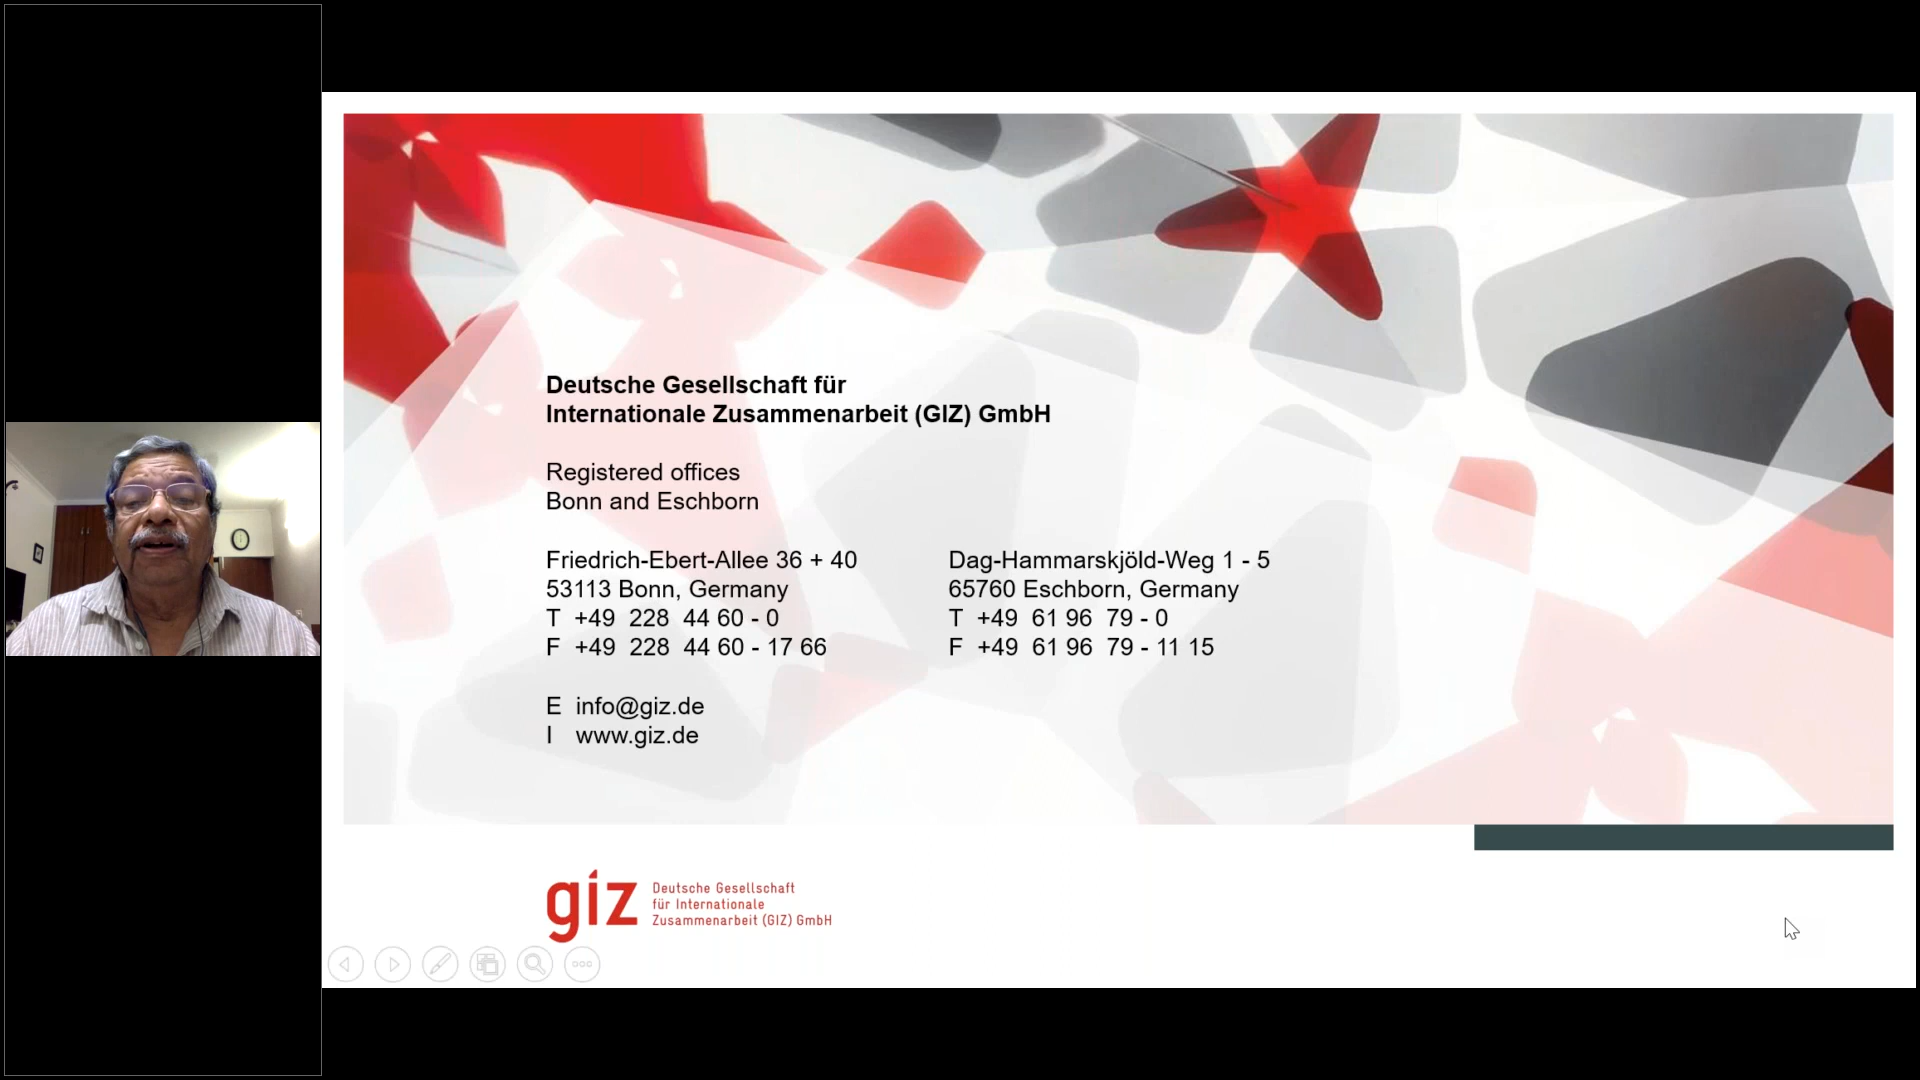 Deutsche Gesellschaft für
Internationale Zusammenarbeit (GIZ) GmbH
Registered offices
Bonn and Eschborn
Friedrich-Ebert-Allee 36 + 40
53113 Bonn, Germany
T +49 228 44 60 - 0
F +49 228 44 60 - 17 66
Dag-Hammarskjöld-Weg 1 - 5
65760 Eschborn, Germany
T +49 61 96 79 - 0
F +49 61 96 79 - 11 15
E info@giz.de
I www.giz.de
giz
Deutsche Gesellschaft
für Internationale
Zusammenarbeit (GIZ) GmbH